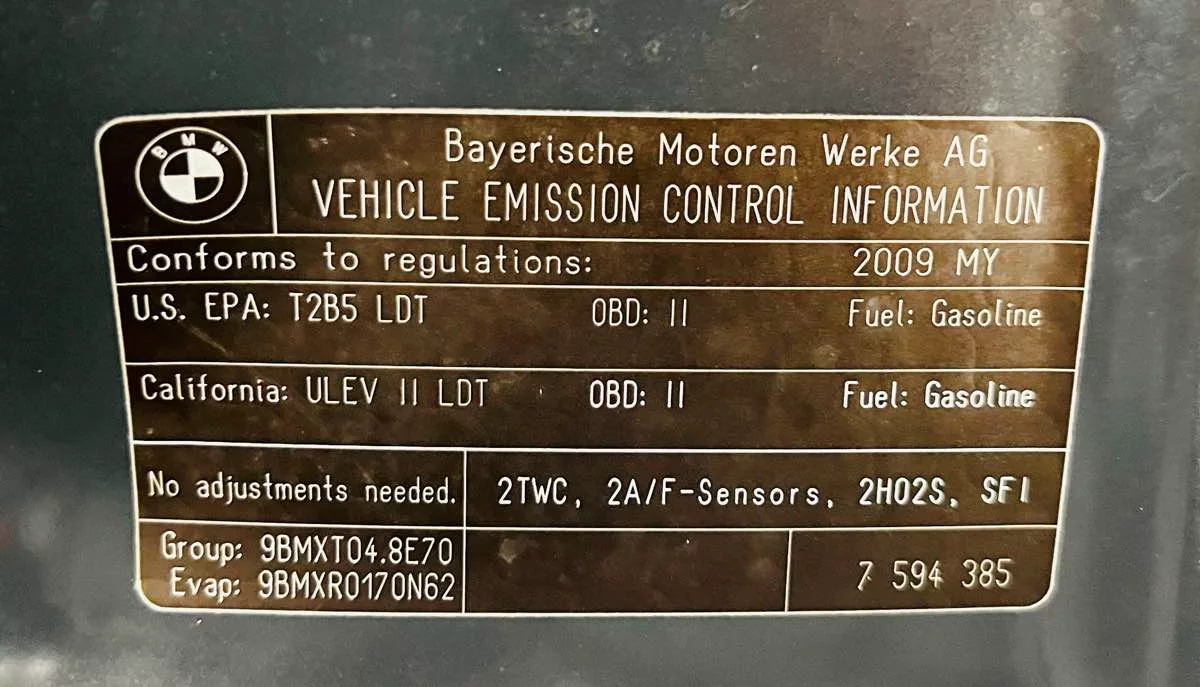 BMW
Bayerische Motoren Werke AG
VEHICLE EMISSION CONTROL INFORMATION
Conforms to regulations: 2009 MY
U.S. EPA: T2B5 LDT OBD: II Fuel: Gasoline
California: ULEV II LDT OBD: II Fuel: Gasoline
No adjustments needed. 2TWC, 2A/F-Sensors, 2HO2S, SFI
Group: 9BMXT04.8E70
Evap: 9BMXR0170N62
7 594 385